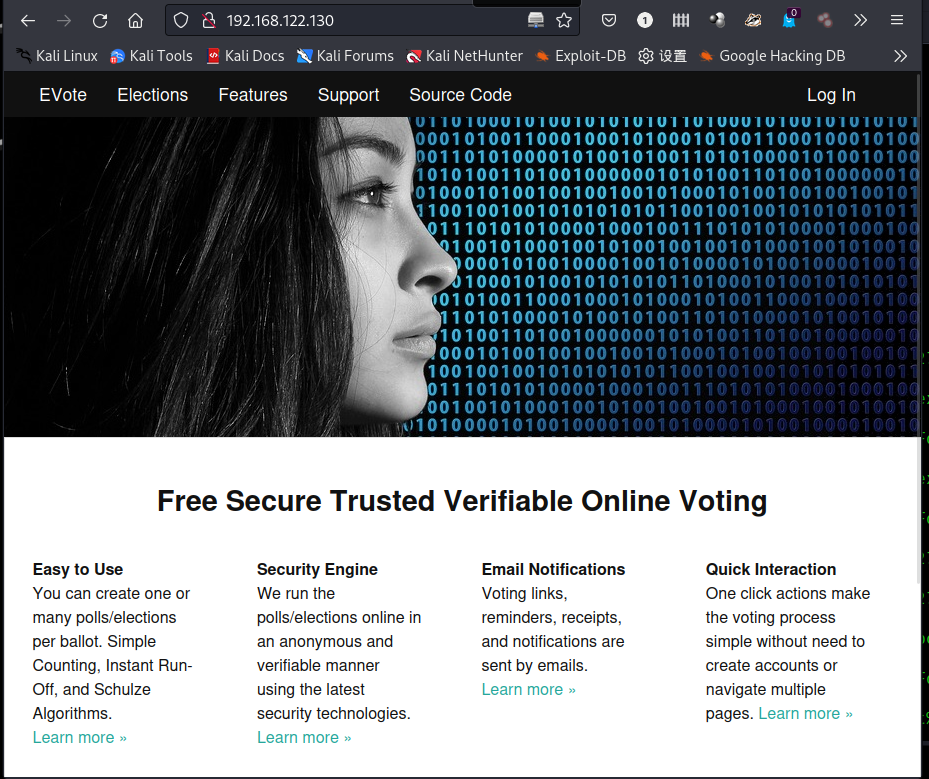 192.168.122.130
1
0
Kali Linux Kali Tools Kali Docs Kali Forums Kali NetHunter Exploit-DB 设置 Google Hacking DB
EVote Elections Features Support Source Code Log In
Free Secure Trusted Verifiable Online Voting
Easy to Use
You can create one or
many polls/elections
per ballot. Simple
Counting, Instant Run-
Off, and Schulze
Algorithms.
Learn more »
Security Engine
We run the
polls/elections online in
an anonymous and
verifiable manner
using the latest
security technologies.
Learn more »
Email Notifications
Voting links,
reminders, receipts,
and notifications are
sent by emails.
Learn more »
Quick Interaction
One click actions make
the voting process
simple without need to
create accounts or
navigate multiple
pages. Learn more »